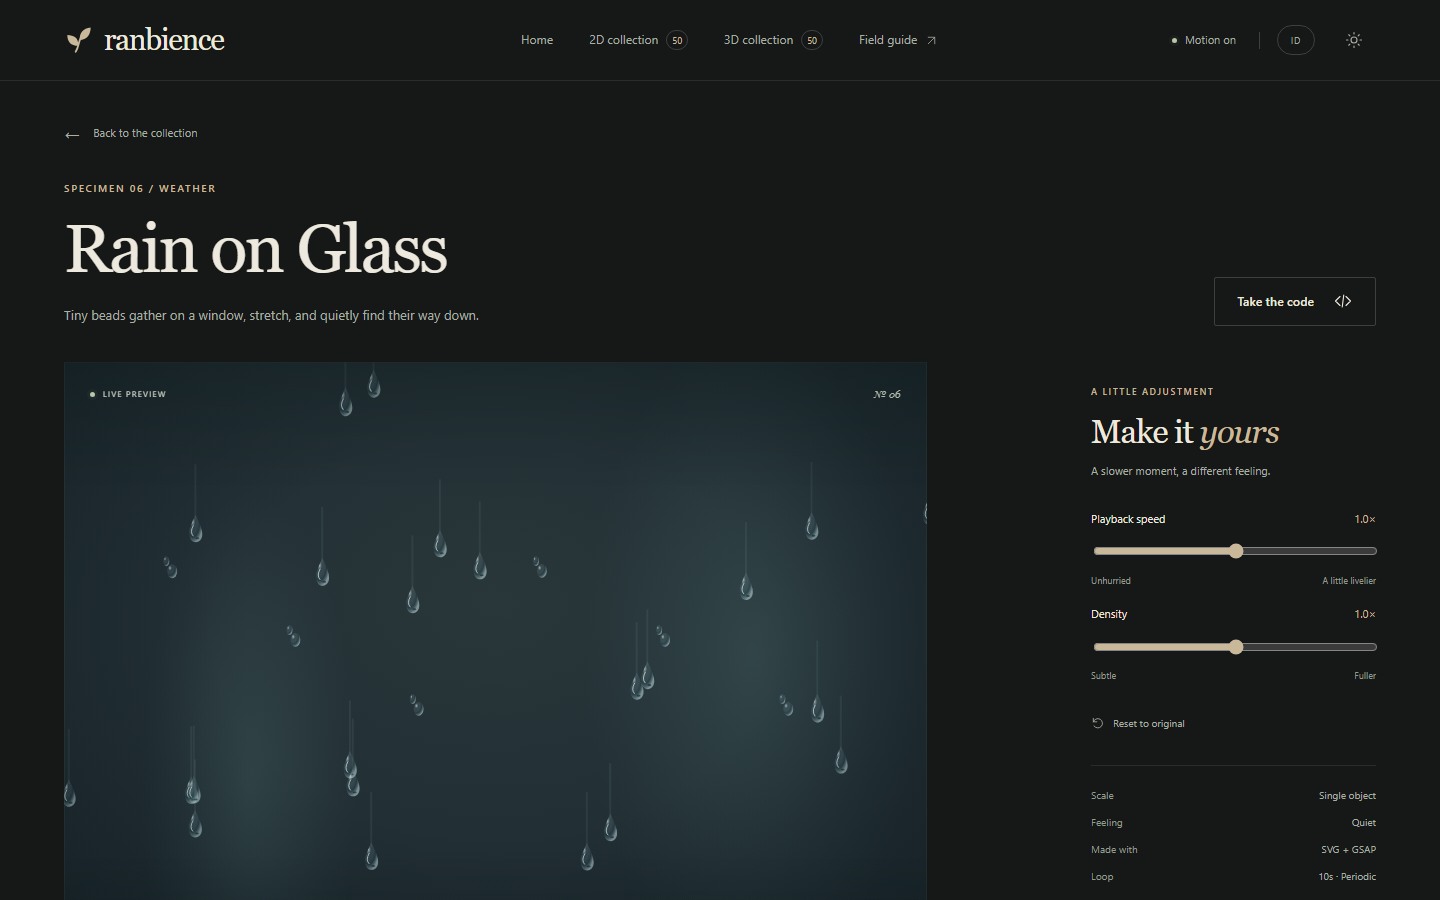 ranbience
Home
2D collection 50
3D collection 50
Field guide
Motion on
ID
Back to the collection
SPECIMEN 06 / WEATHER
Rain on Glass
Tiny beads gather on a window, stretch, and quietly find their way down.
Take the code
LIVE PREVIEW
№ 06
A LITTLE ADJUSTMENT
Make it yours
A slower moment, a different feeling.
Playback speed 1.0×
Unhurried A little livelier
Density 1.0×
Subtle Fuller
Reset to original
Scale Single object
Feeling Quiet
Made with SVG + GSAP
Loop 10s · Periodic